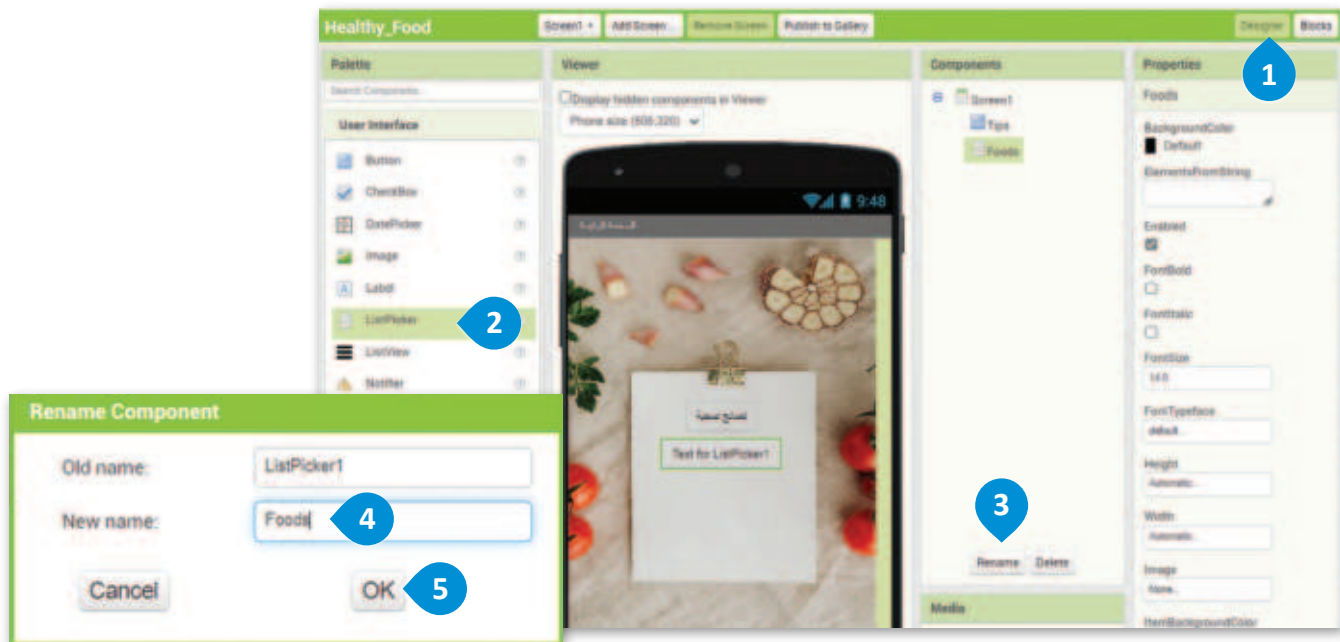 Healthy_Food
Screen1
Add Screen...
Remove Screen
Publish to Gallery
Designer
Blocks
1
Palette
Search Components...
User Interface
Button
CheckBox
DatePicker
Image
Label
ListPicker
2
ListView
Notifier
Viewer
Display hidden components in Viewer
Phone size (505,320)
9:48
نصائح صحية
Text for ListPicker1
Components
Screen1
Tips
Foods
3
Rename
Delete
Media
Properties
Foods
BackgroundColor
Default
ElementsFromString
Enabled
FontBold
FontItalic
FontSize
14.0
FontTypeface
default...
Height
Automatic...
Width
Automatic...
Image
None...
ItemBackgroundColor
Rename Component
Old name:
ListPicker1
New name:
Foods
4
Cancel
OK
5